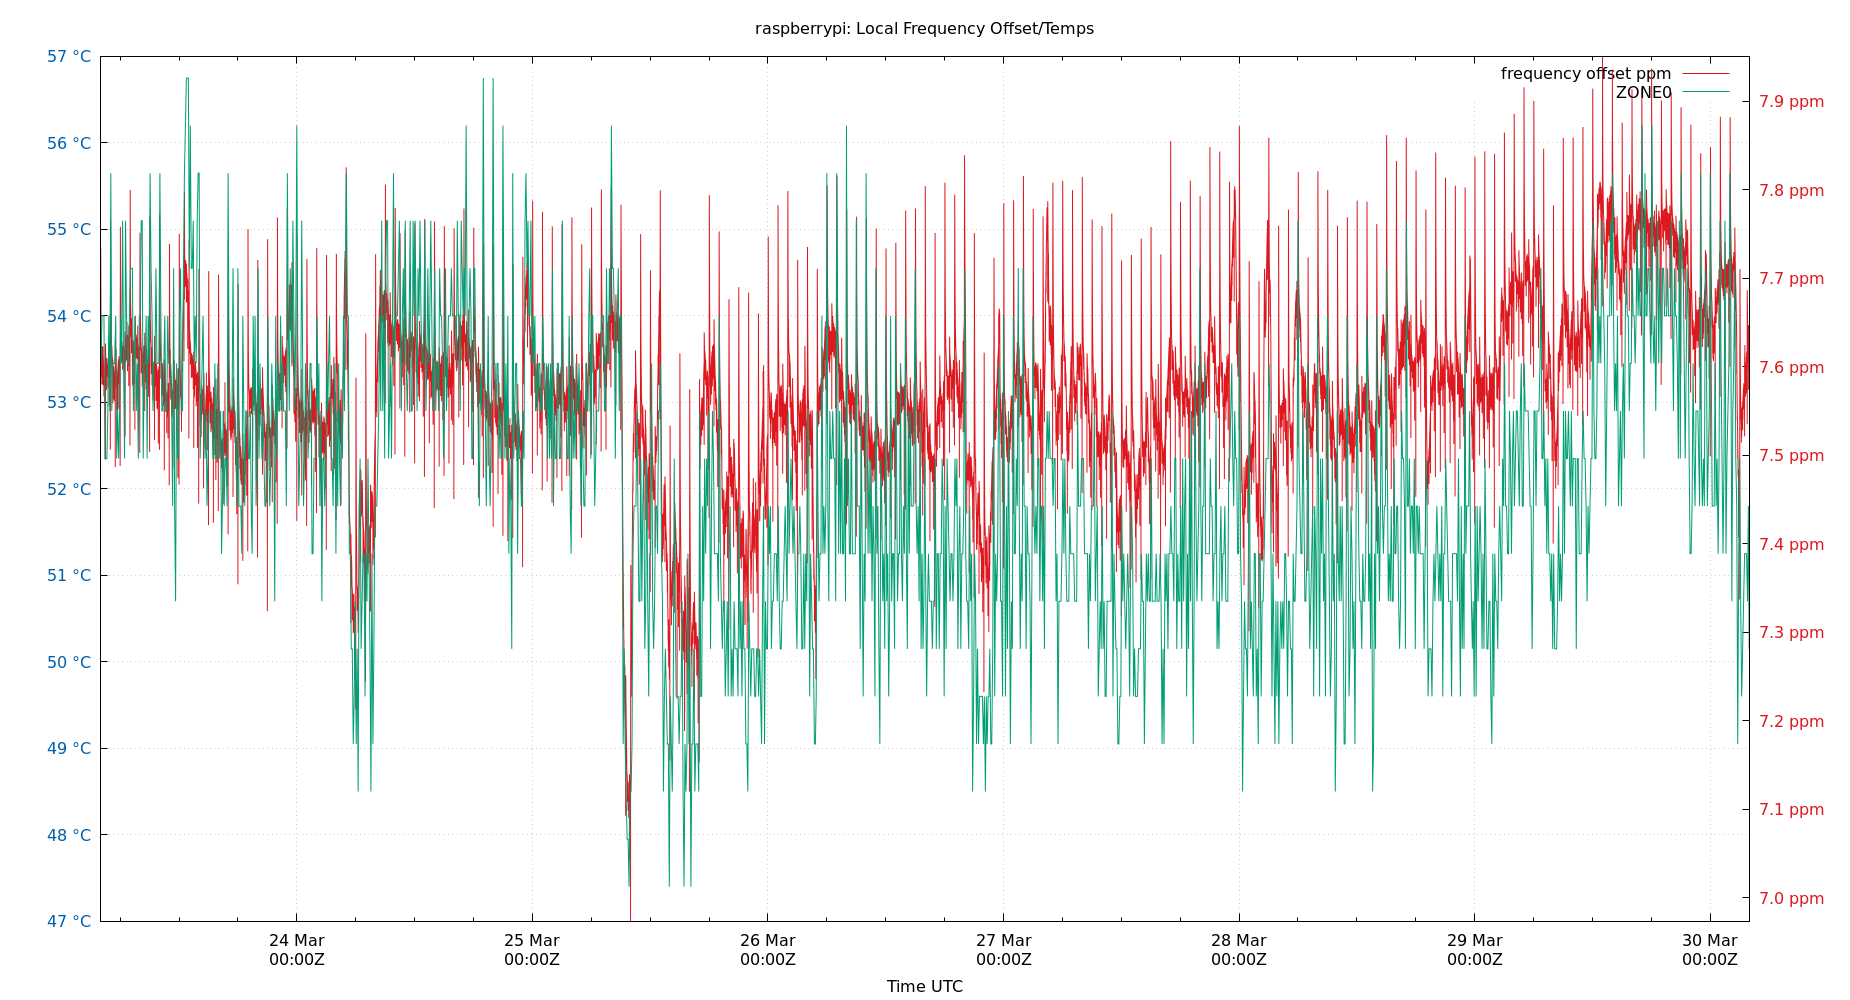 raspberrypi: Local Frequency Offset/Temps
frequency offset ppm
ZONE0
57 °C
56 °C
55 °C
54 °C
53 °C
52 °C
51 °C
50 °C
49 °C
48 °C
47 °C
7.9 ppm
7.8 ppm
7.7 ppm
7.6 ppm
7.5 ppm
7.4 ppm
7.3 ppm
7.2 ppm
7.1 ppm
7.0 ppm
24 Mar 25 Mar 26 Mar 27 Mar 28 Mar 29 Mar 30 Mar
00:00Z 00:00Z 00:00Z 00:00Z 00:00Z 00:00Z 00:00Z
Time UTC